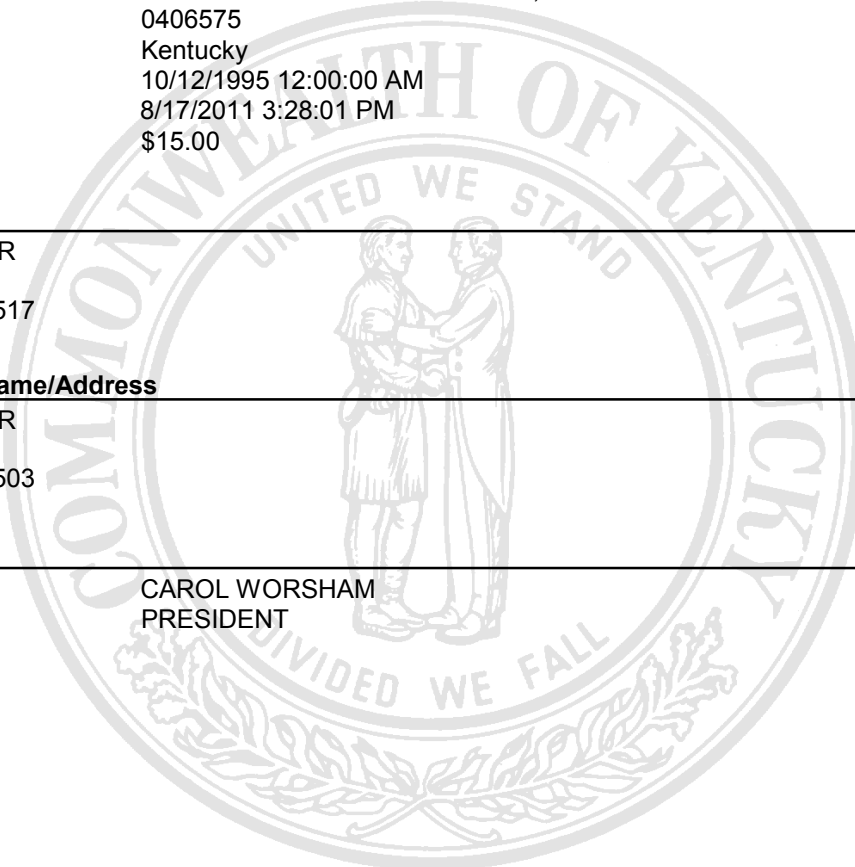 0406575
Kentucky
10/12/1995 12:00:00 AM
8/17/2011 3:28:01 PM
$15.00
COMMONWEALTH OF KENTUCKY
UNITED WE STAND
R
517
ame/Address
R
503
CAROL WORSHAM
PRESIDENT
DIVIDED WE FALL